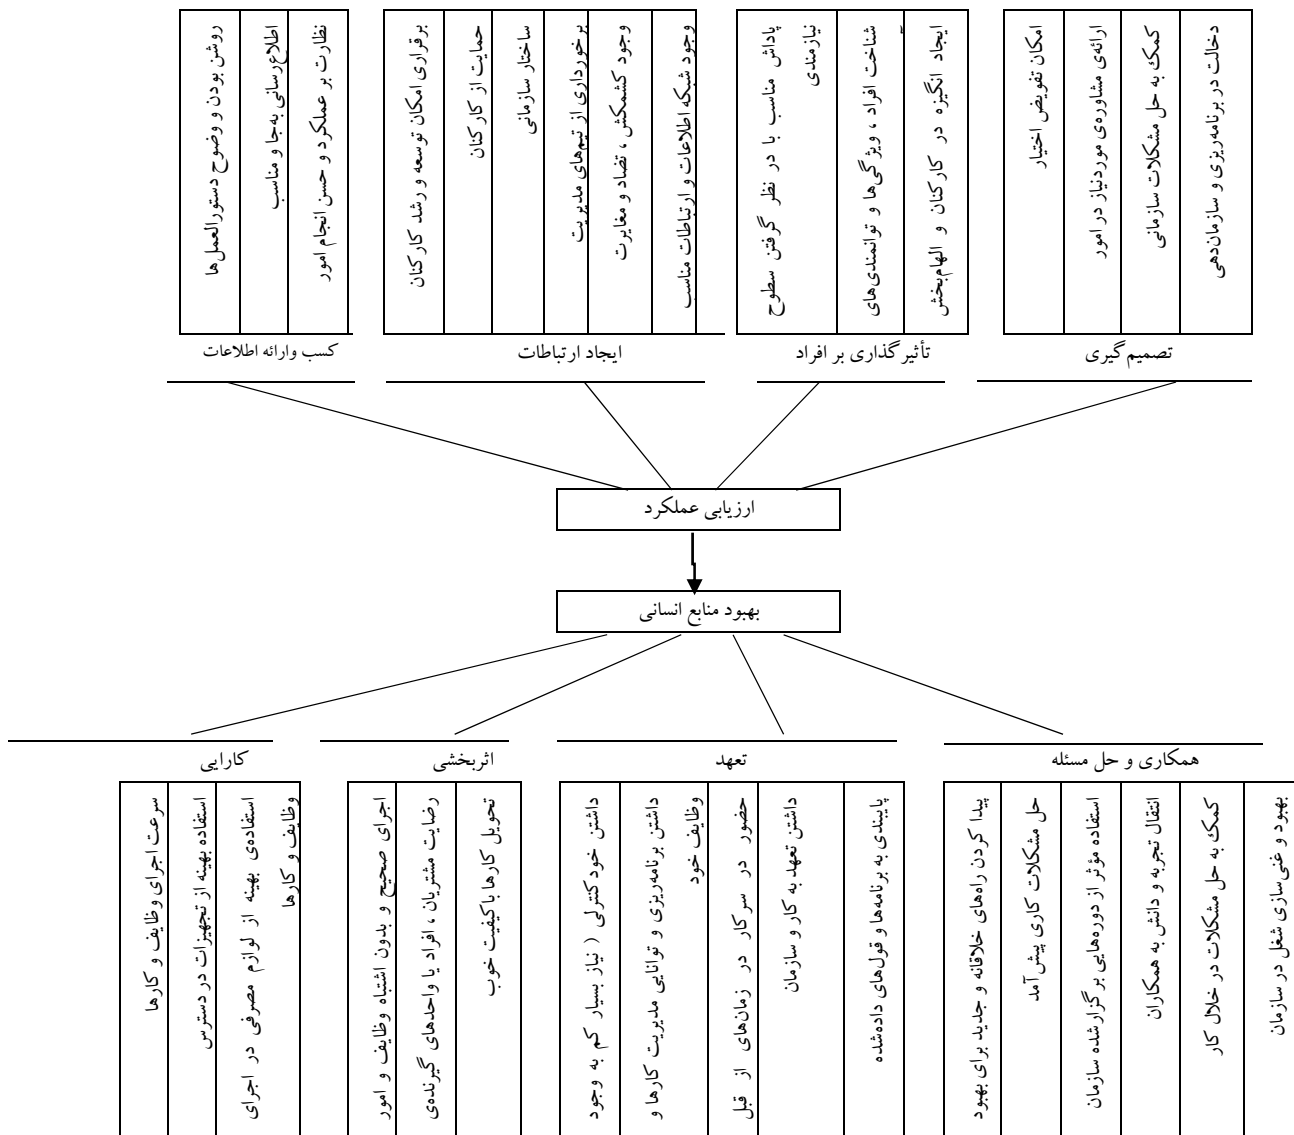 دخالت در برنامه‌ریزی و سازمان‌دهی
کمک به حل مشکلات سازمانی
ارائه‌ی مشاوره‌ی موردنیاز در امور
امکان تفویض اختیار
ایجاد انگیزه در کارکنان و الهام‌بخش
شناخت افراد ، ویژگی‌ها و توانمندی‌های
پاداش مناسب با در نظر گرفتن سطوح
نیازمندی
وجود شبکه اطلاعات و ارتباطات مناسب
وجود کشمکش ، تضاد و مغایرت
برخورداری از تیم‌های مدیریت
ساختار سازمانی
حمایت از کارکنان
برقراری امکان توسعه و رشد کارکنان
نظارت بر عملکرد و حسن انجام امور
اطلاع‌رسانی به‌جا و مناسب
روشن بودن و وضوح دستورالعمل‌ها
تصمیم گیری
تأثیر گذاری بر افراد
ایجاد ارتباطات
کسب وارائه اطلاعات
ارزیابی عملکرد
بهبود منابع انسانی
همکاری و حل مسئله
تعهد
اثربخشی
کارایی
بهبود و غنی‌سازی شغل در سازمان
کمک به حل مشکلات در خلال کار
انتقال تجربه و دانش به همکاران
استفاده مؤثر از دوره‌هایی برگزارشده سازمان
حل مشکلات کاری پیش آمد
پیدا کردن راه‌های خلاقانه و جدید برای بهبود
پایبندی به برنامه‌ها و قول‌های داده‌شده
داشتن تعهد به کار و سازمان
حضور در سرکار در زمان‌های از قبل
داشتن برنامه‌ریزی و توانایی مدیریت کارها و
وظایف خود
داشتن خود کنترلی ( نیاز بسیار کم به وجود
تحویل کارها باکیفیت خوب
رضایت مشتریان ، افراد یا واحدهای گیرنده‌ی
اجرای صحیح و بدون اشتباه وظایف و امور
استفاده‌ی بهینه از لوازم مصرفی در اجرای
وظایف و کارها
استفاده بهینه از تجهیزات در دسترس
سرعت اجرای وظایف و کارها